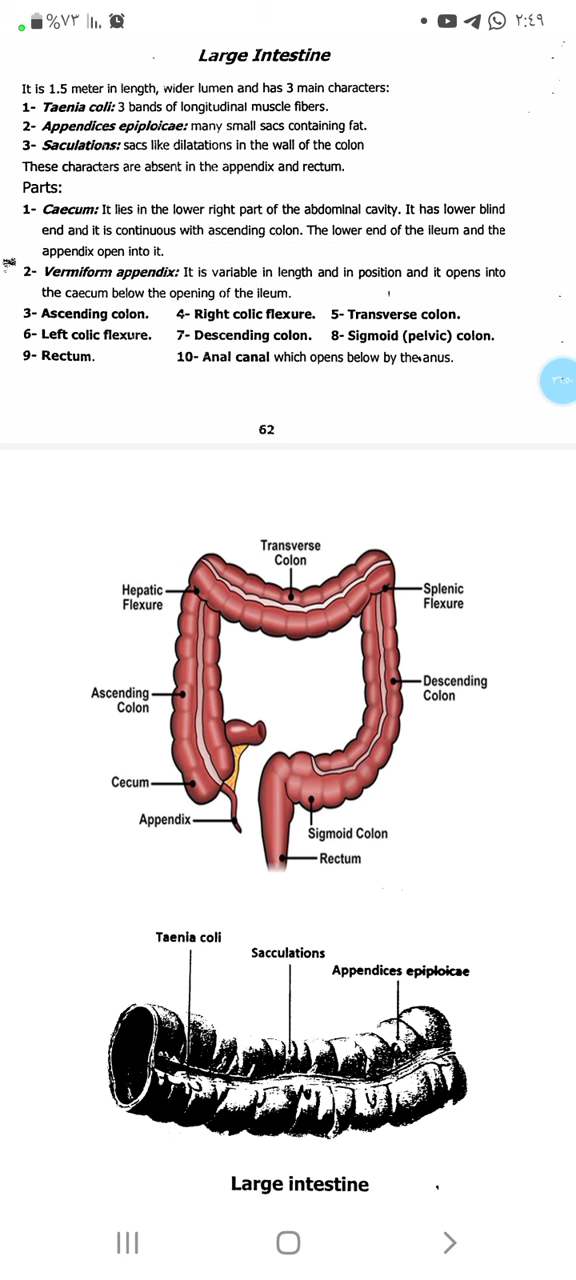 %٧٣
٢:٤٩
Large Intestine
It is 1.5 meter in length, wider lumen and has 3 main characters:
1- Taenia coli: 3 bands of longitudinal muscle fibers.
2- Appendices epiploicae: many small sacs containing fat.
3- Saculations: sacs like dilatations in the wall of the colon
These characters are absent in the appendix and rectum.
Parts:
1- Caecum: It lies in the lower right part of the abdominal cavity. It has lower blind
end and it is continuous with ascending colon. The lower end of the ileum and the
appendix open into it.
2- Vermiform appendix: It is variable in length and in position and it opens into
the caecum below the opening of the ileum.
3- Ascending colon. 4- Right colic flexure. 5- Transverse colon.
6- Left colic flexure. 7- Descending colon. 8- Sigmoid (pelvic) colon.
9- Rectum. 10- Anal canal which opens below by the anus.
62
Transverse
Colon
Hepatic
Flexure
Splenic
Flexure
Ascending
Colon
Descending
Colon
Cecum
Appendix
Sigmoid Colon
Rectum
Taenia coli
Sacculations
Appendices epiploicae
Large intestine